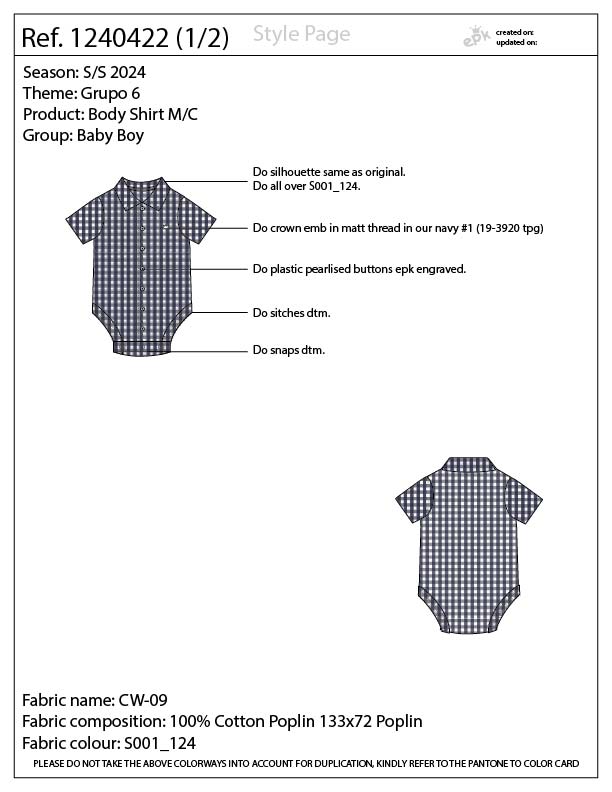 Ref. 1240422 (1/2)
Style Page
epk
created on:
updated on:
Season: S/S 2024
Theme: Grupo 6
Product: Body Shirt M/C
Group: Baby Boy
Do silhouette same as original.
Do all over S001_124.
Do crown emb in matt thread in our navy #1 (19-3920 tpg)
Do plastic pearlised buttons epk engraved.
Do sitches dtm.
Do snaps dtm.
Fabric name: CW-09
Fabric composition: 100% Cotton Poplin 133x72 Poplin
Fabric colour: S001_124
PLEASE DO NOT TAKE THE ABOVE COLORWAYS INTO ACCOUNT FOR DUPLICATION, KINDLY REFER TO THE PANTONE TO COLOR CARD